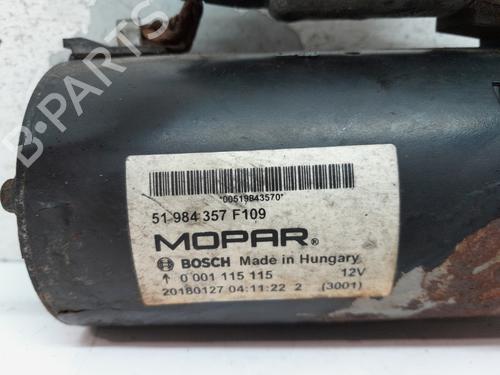 B-PARTS
*00519843570*
51 984 357 F109
MOPAR®
BOSCH Made in Hungary
↑ 0 001 115 115 12V
20180127 04:11:22 2 (3001)